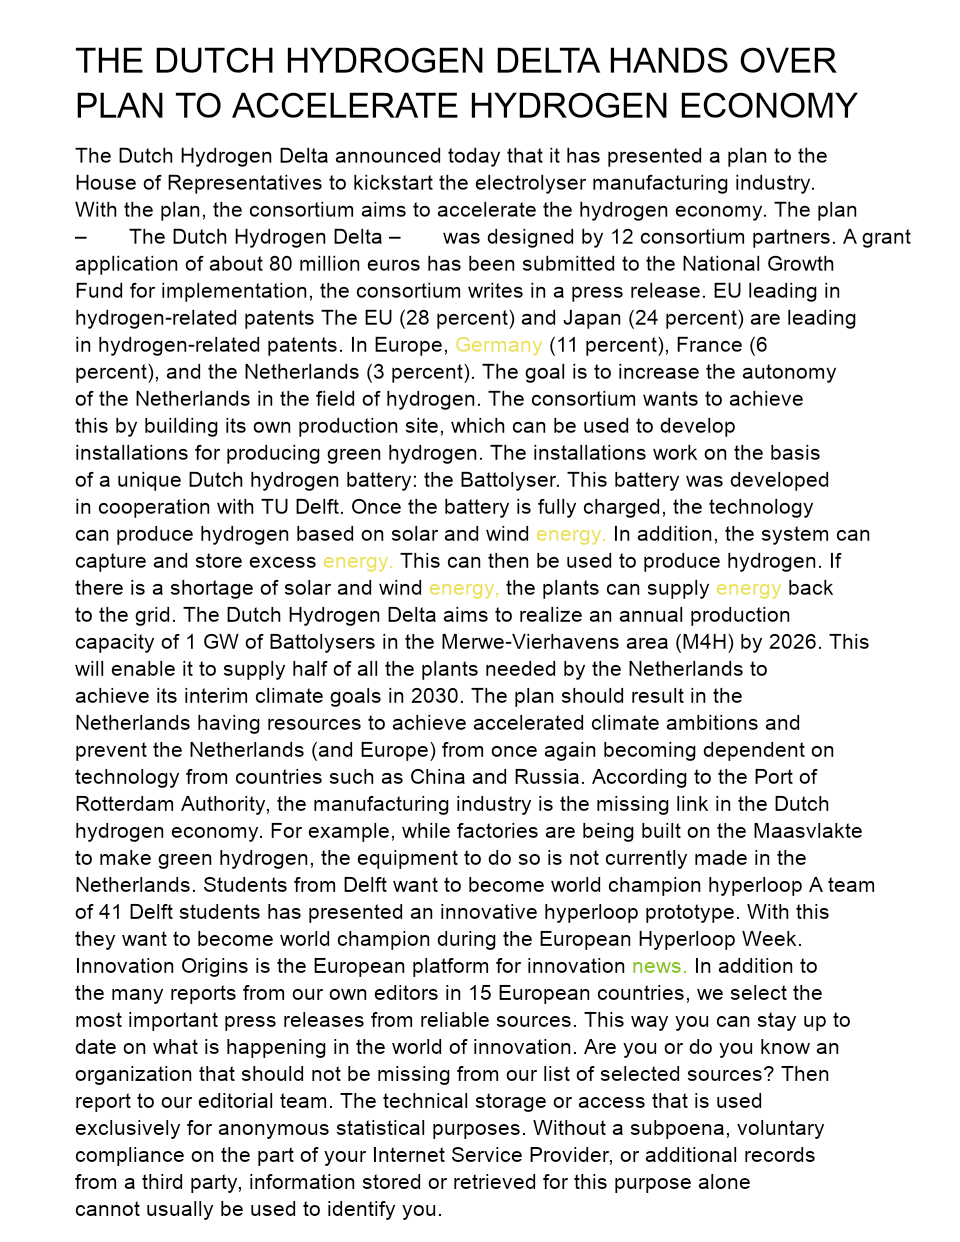 THE DUTCH HYDROGEN DELTA HANDS OVER
PLAN TO ACCELERATE HYDROGEN ECONOMY
The Dutch Hydrogen Delta announced today that it has presented a plan to the
House of Representatives to kickstart the electrolyser manufacturing industry.
With the plan, the consortium aims to accelerate the hydrogen economy. The plan
– The Dutch Hydrogen Delta – was designed by 12 consortium partners. A grant
application of about 80 million euros has been submitted to the National Growth
Fund for implementation, the consortium writes in a press release. EU leading in
hydrogen-related patents The EU (28 percent) and Japan (24 percent) are leading
in hydrogen-related patents. In Europe, Germany (11 percent), France (6
percent), and the Netherlands (3 percent). The goal is to increase the autonomy
of the Netherlands in the field of hydrogen. The consortium wants to achieve
this by building its own production site, which can be used to develop
installations for producing green hydrogen. The installations work on the basis
of a unique Dutch hydrogen battery: the Battolyser. This battery was developed
in cooperation with TU Delft. Once the battery is fully charged, the technology
can produce hydrogen based on solar and wind energy. In addition, the system can
capture and store excess energy. This can then be used to produce hydrogen. If
there is a shortage of solar and wind energy, the plants can supply energy back
to the grid. The Dutch Hydrogen Delta aims to realize an annual production
capacity of 1 GW of Battolysers in the Merwe-Vierhavens area (M4H) by 2026. This
will enable it to supply half of all the plants needed by the Netherlands to
achieve its interim climate goals in 2030. The plan should result in the
Netherlands having resources to achieve accelerated climate ambitions and
prevent the Netherlands (and Europe) from once again becoming dependent on
technology from countries such as China and Russia. According to the Port of
Rotterdam Authority, the manufacturing industry is the missing link in the Dutch
hydrogen economy. For example, while factories are being built on the Maasvlakte
to make green hydrogen, the equipment to do so is not currently made in the
Netherlands. Students from Delft want to become world champion hyperloop A team
of 41 Delft students has presented an innovative hyperloop prototype. With this
they want to become world champion during the European Hyperloop Week.
Innovation Origins is the European platform for innovation news. In addition to
the many reports from our own editors in 15 European countries, we select the
most important press releases from reliable sources. This way you can stay up to
date on what is happening in the world of innovation. Are you or do you know an
organization that should not be missing from our list of selected sources? Then
report to our editorial team. The technical storage or access that is used
exclusively for anonymous statistical purposes. Without a subpoena, voluntary
compliance on the part of your Internet Service Provider, or additional records
from a third party, information stored or retrieved for this purpose alone
cannot usually be used to identify you.